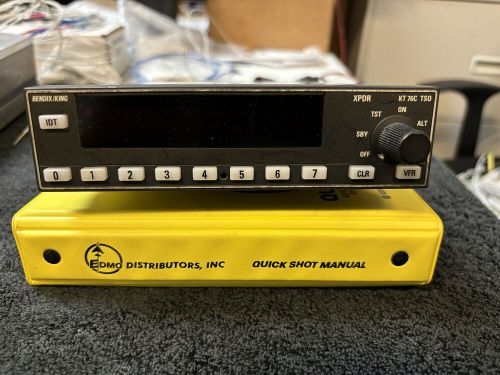 BENDIX/KING
XPDR
KT 76C TSO
IDT
OFF
SBY
TST
ON
ALT
0 1 2 3 4 5 6 7 CLR VFR
EDMO DISTRIBUTORS, INC
QUICK SHOT MANUAL